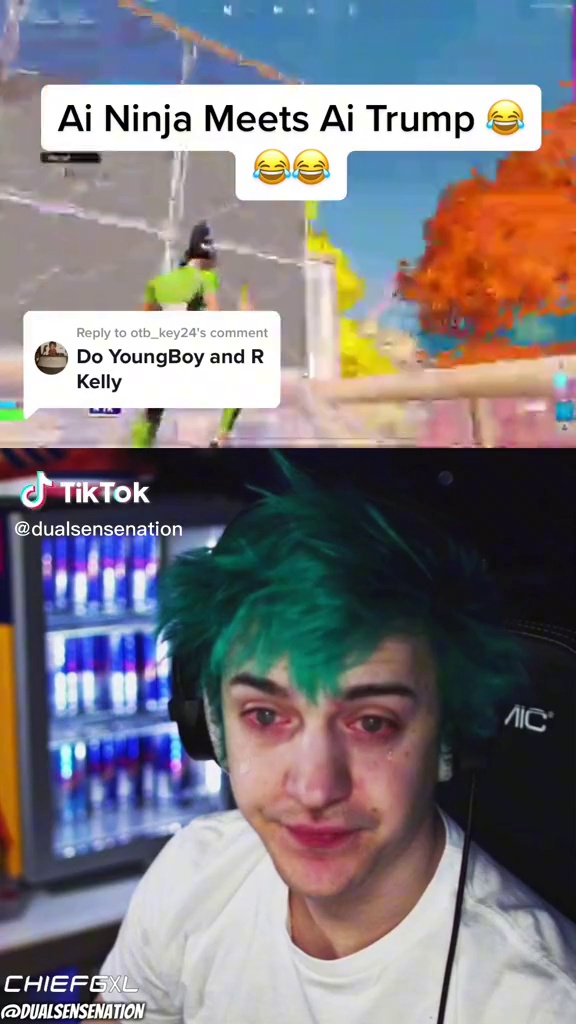 Ai Ninja Meets Ai Trump 😂
😂😂
Reply to otb_key24's comment
Do YoungBoy and R
Kelly
TikTok
@dualsensenation
AIC
CHIEFGXL
@DUALSENSENATION